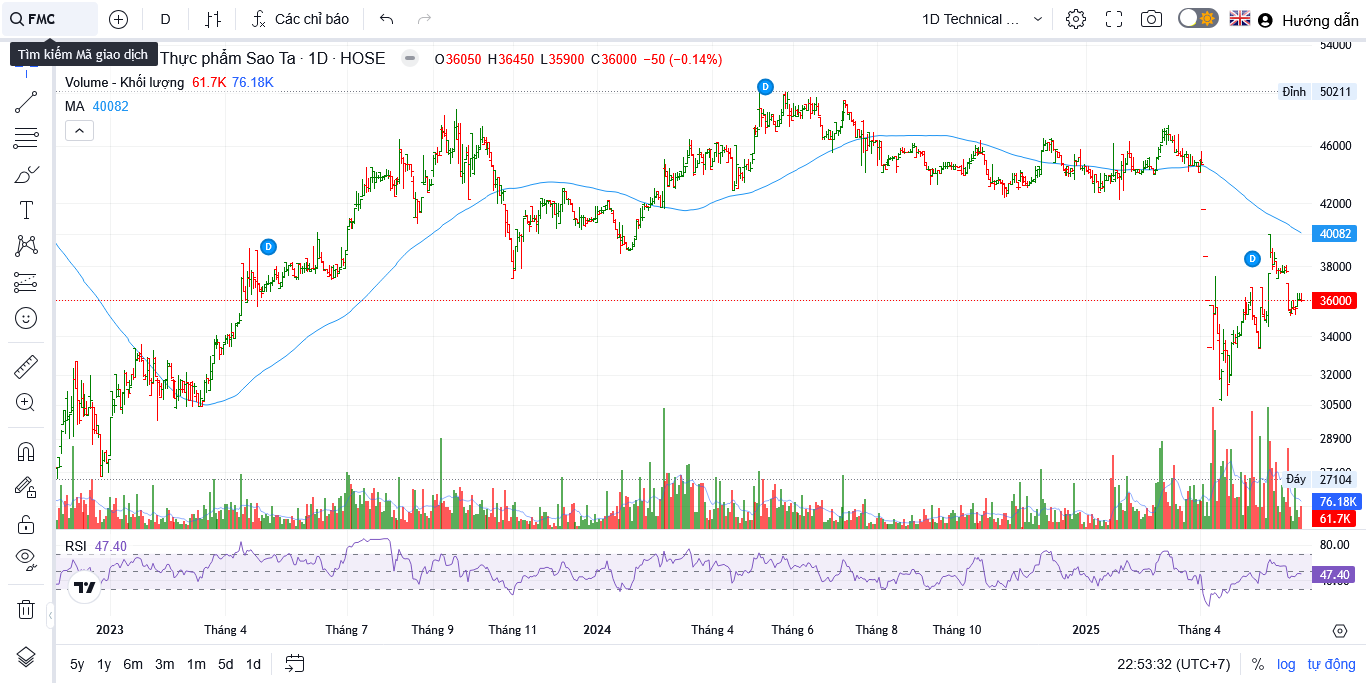 FMC D Các chỉ báo 1D Technical ... Hướng dẫn
Tìm kiếm Mã giao dịch
Thực phẩm Sao Ta · 1D · HOSE O36050 H36450 L35900 C36000 −50 (−0.14%)
Volume - Khối lượng 61.7K 76.18K
MA 40082
54000
D
Đỉnh 50211
46000
42000
D
40082
D
38000
36000
34000
32000
30500
28900
Đáy 27104
76.18K
61.7K
RSI 47.40
80.00
47.40
2023 Tháng 4 Tháng 7 Tháng 9 Tháng 11 2024 Tháng 4 Tháng 6 Tháng 8 Tháng 10 2025 Tháng 4
5y 1y 6m 3m 1m 5d 1d 22:53:32 (UTC+7) % log tự động